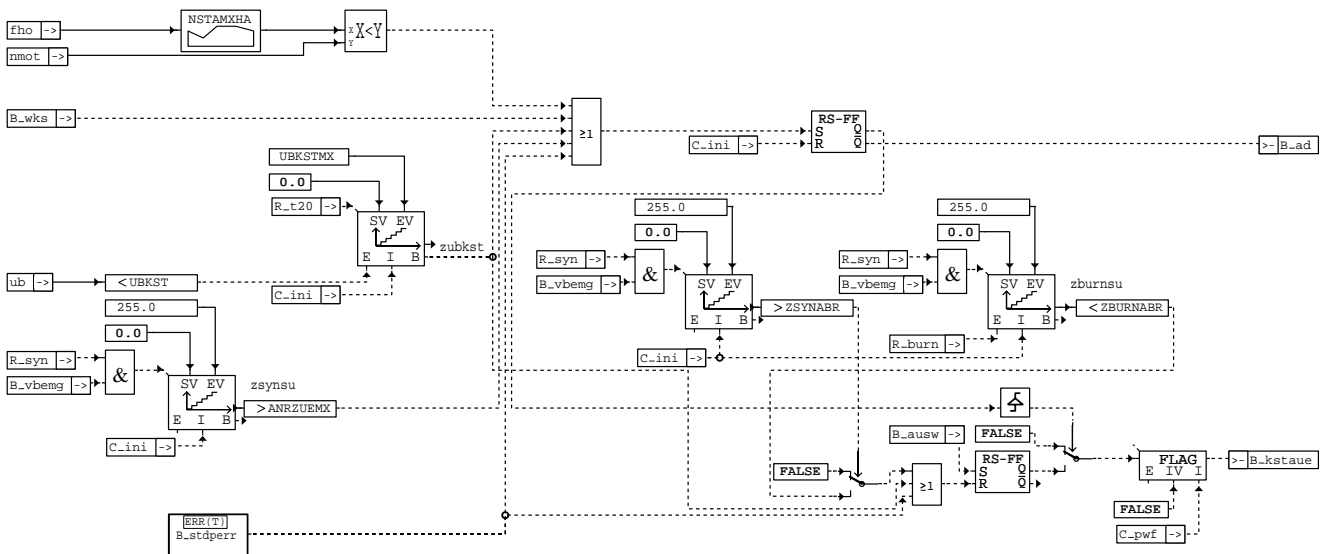 NSTAMXHA
fho ->
X X<Y
Y
nmot ->
B_wks ->
≥1
RS-FF
S Q
R Q
C_ini ->
>- B_ad
UBKSTMX
0.0
R_t20 ->
SV EV
E I B
zubkst
ub ->
<UBKST
C_ini ->
255.0
0.0
R_syn ->
B_vbemg ->
&
SV EV
E I B
zsynsu
>ANRZUEMX
C_ini ->
255.0
0.0
R_syn ->
B_vbemg ->
&
SV EV
E I B
>ZSYNABR
C_ini ->
255.0
0.0
R_syn ->
B_vbemg ->
&
SV EV
E I B
zburnsu
<ZBURNABR
R_burn ->
B_ausw ->
FALSE
FALSE
≥1
RS-FF
S Q
R Q
FLAG
E IV I
>- B_kstaue
FALSE
C_pwf ->
ERR(T)
B_stdperr